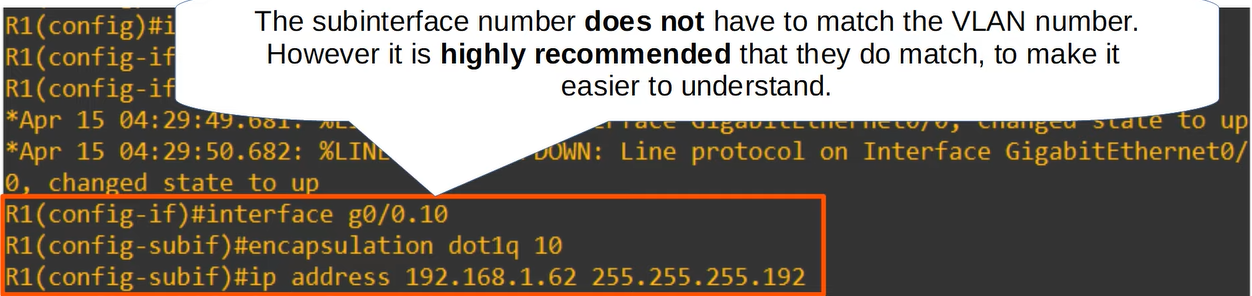 The subinterface number does not have to match the VLAN number.
However it is highly recommended that they do match, to make it
easier to understand.
R1(config)#i
R1(config-if
R1(config-if
*Apr 15 04:29:49.681: GigabitEthernet0/0, changed state to up
*Apr 15 04:29:50.682: %LINE DOWN: Line protocol on Interface GigabitEthernet0/
0, changed state to up
R1(config-if)#interface g0/0.10
R1(config-subif)#encapsulation dot1q 10
R1(config-subif)#ip address 192.168.1.62 255.255.255.192